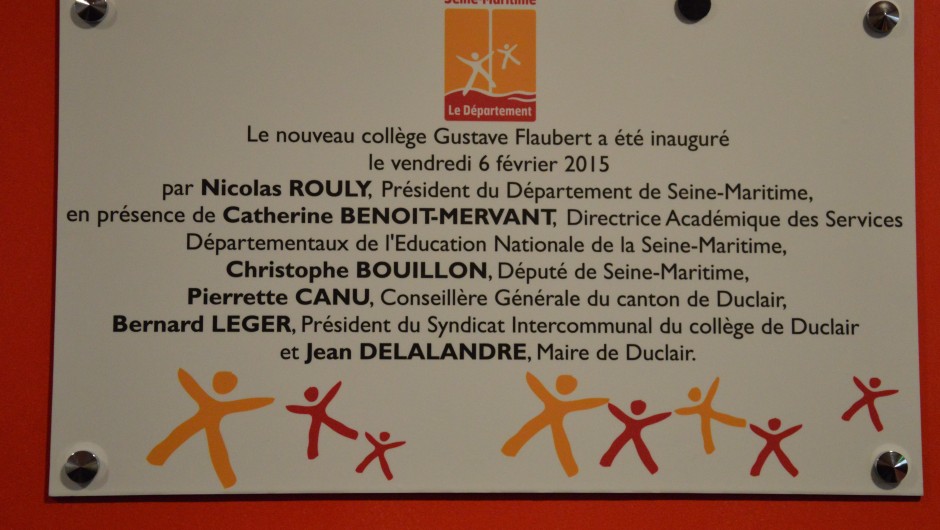 Seine-Maritime
Le Département
Le nouveau collège Gustave Flaubert a été inauguré
le vendredi 6 février 2015
par Nicolas ROULY, Président du Département de Seine-Maritime,
en présence de Catherine BENOIT-MERVANT, Directrice Académique des Services
Départementaux de l'Education Nationale de la Seine-Maritime,
Christophe BOUILLON, Député de Seine-Maritime,
Pierrette CANU, Conseillère Générale du canton de Duclair,
Bernard LEGER, Président du Syndicat Intercommunal du collège de Duclair
et Jean DELALANDRE, Maire de Duclair.